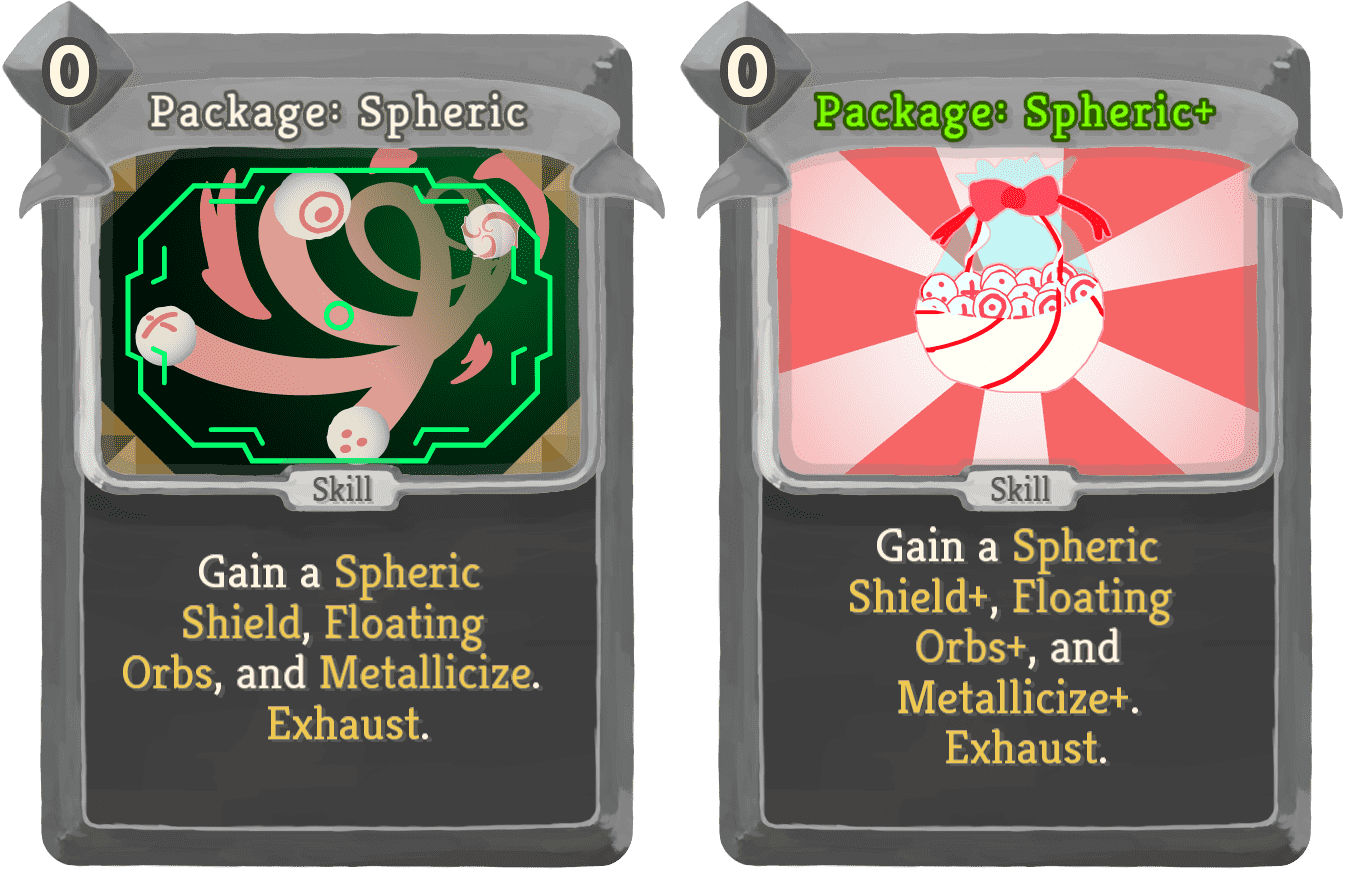 0
Package: Spheric
Skill
Gain a Spheric
Shield, Floating
Orbs, and Metallicize.
Exhaust.
0
Package: Spheric+
Skill
Gain a Spheric
Shield+, Floating
Orbs+, and
Metallicize+.
Exhaust.